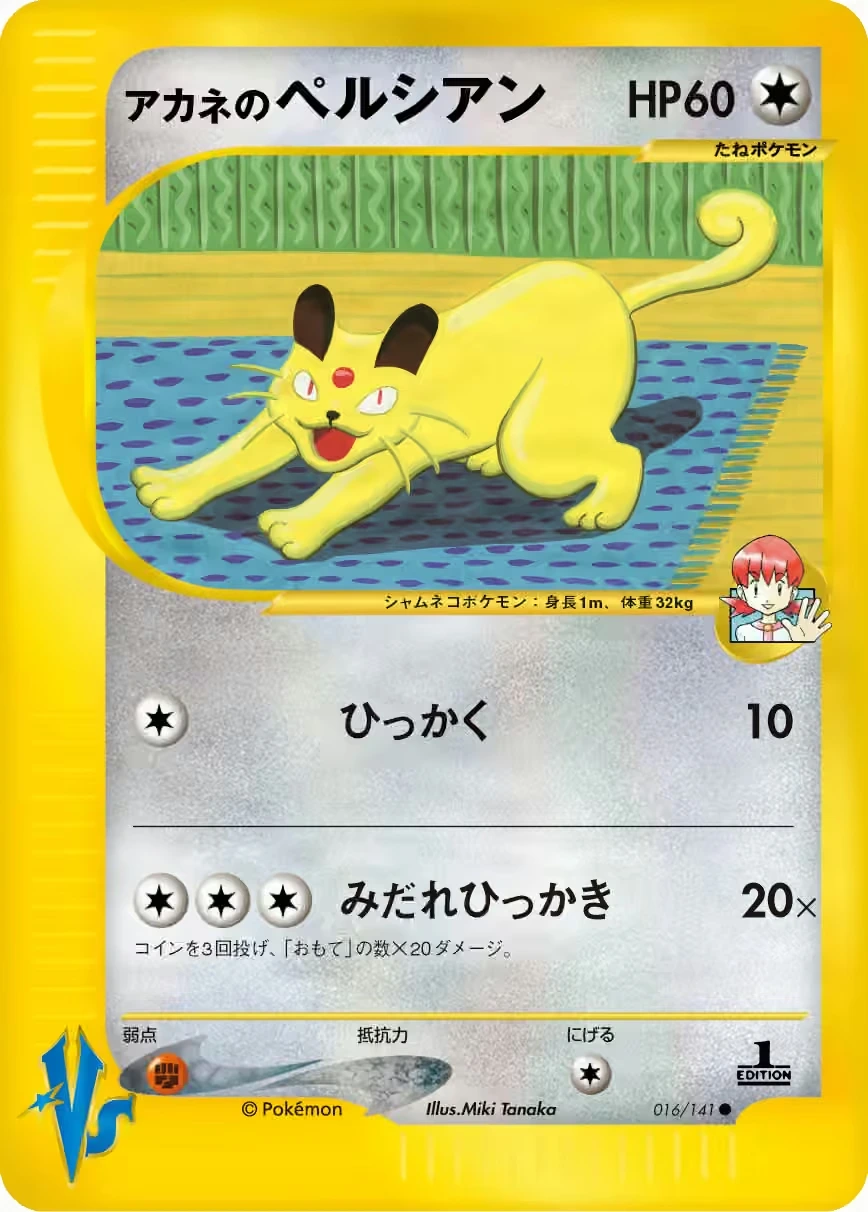 アカネのペルシアン HP60
たねポケモン
シャムネコポケモン：身長1m、体重32kg
ひっかく 10
みだれひっかき 20×
コインを3回投げ、「おもて」の数×20ダメージ。
弱点 抵抗力 にげる
1
EDITION
VS
©Pokémon Illus.Miki Tanaka 016/141●